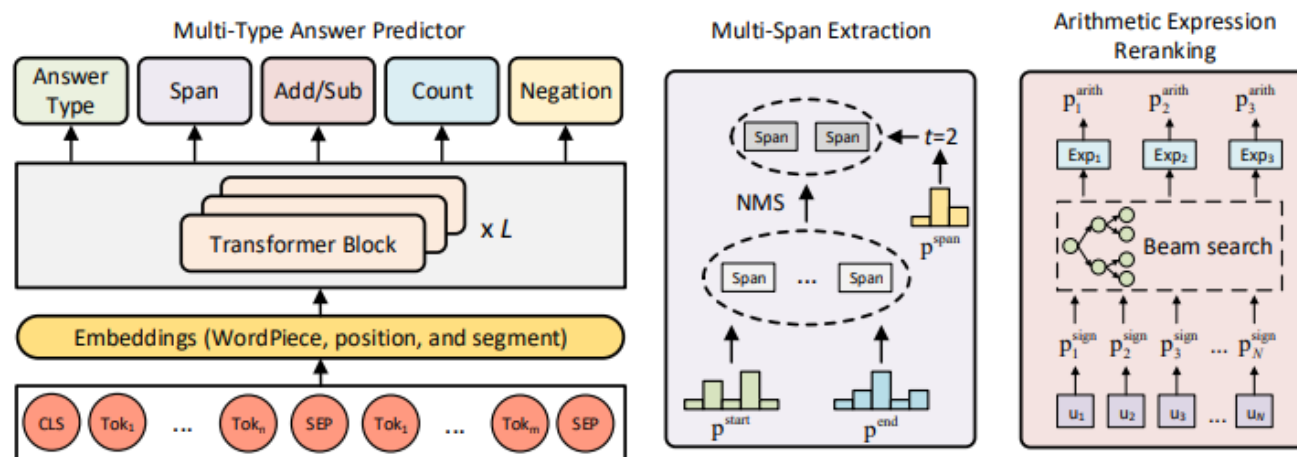 Multi-Type Answer Predictor
Answer
Type
Span
Add/Sub
Count
Negation
Transformer Block
x L
Embeddings (WordPiece, position, and segment)
CLS
Tok₁
...
Tokₙ
SEP
Tok₁
...
Tokₘ
SEP
Multi-Span Extraction
Span
Span
t=2
NMS
p^span
Span
...
Span
p^start
p^end
Arithmetic Expression
Reranking
p₁^arith
p₂^arith
p₃^arith
Exp₁
Exp₂
Exp₃
Beam search
p₁^sign
p₂^sign
p₃^sign
...
p_N^sign
u₁
u₂
u₃
...
u_N